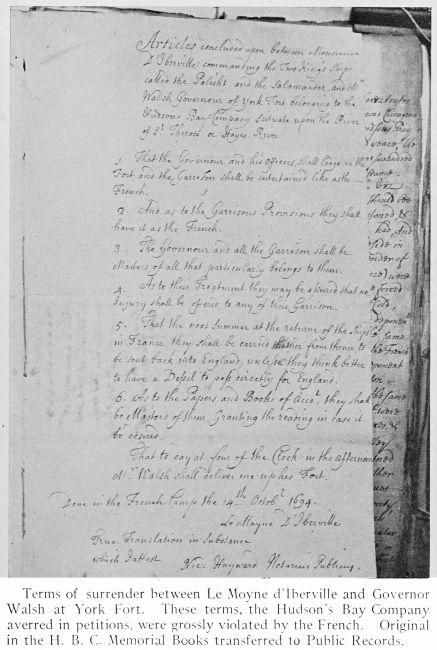 Articles concluded upon between Monsieur
D'Iberville commanding the Two King's Ships
called the Polisht and the Salamander, and Mr
Walsh Governour of York Fort belonging to the
Hudsons Bay Company Scituate upon the River
of St. Therose or Hayes River
1. That the Governour and his Officers shall lodge in the
Fort and the Garrison shall be entertained like as the
French.
2 And as to the Garrisons Provisions they shall
have it as the French.
3. The Governour and all the Garrison shall be
Masters of all that particularly belongs to them.
4. As to their Treatment they may be assured that no
Injury shall be offered to any of their Garrison.
5. That the next Summer at the returne of the Ships
in France they shall be carried thither from thence to
be sent back into England, unless they think better
to have a Vessel to pass directly for England.
6. As to the Papers and Books of Accot. they shall
be Masters of them, Granting the reading in case it
be desired.
That to say at four of the Clock in the Afternoon
Mr. Walsh shall deliver me up his Fort.
Done in the French Camp the 14th Octobr 1694.
Le Moyne D'Iberville
True Translation in Substance
which I attest Nic: Hayward Notarius Publicus
Terms of surrender between Le Moyne d'Iberville and Governor
Walsh at York Fort. These terms, the Hudson's Bay Company
averred in petitions, were grossly violated by the French. Original
in the H. B. C. Memorial Books transferred to Public Records.